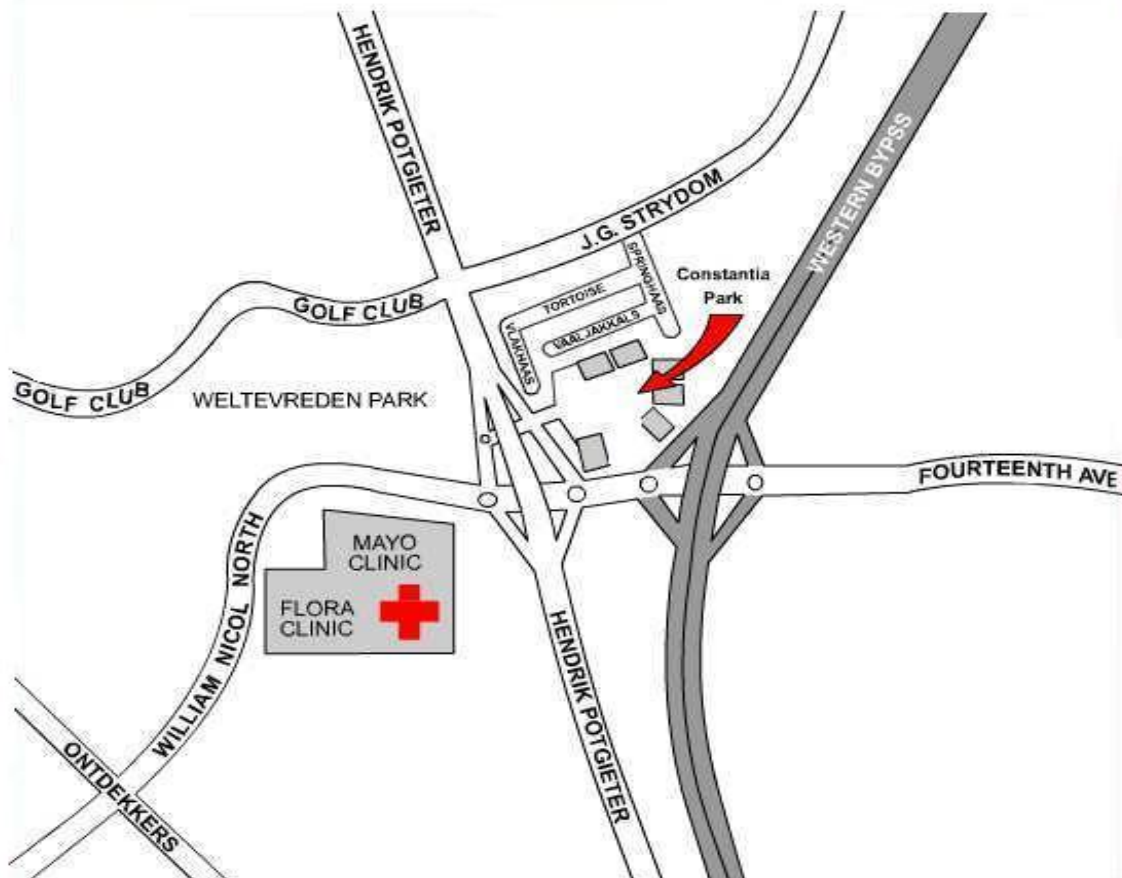 HENDRIK POTGIETER
WESTERN BYPSS
J.G. STRYDOM
SPRINGHAAS
Constantia
Park
TORTOISE
GOLF CLUB
VAALJAKKALS
VLAKHAAS
GOLF CLUB
WELTEVREDEN PARK
FOURTEENTH AVE
MAYO
CLINIC
WILLIAM NICOL NORTH
FLORA
CLINIC
HENDRIK POTGIETER
ONTDEKKERS